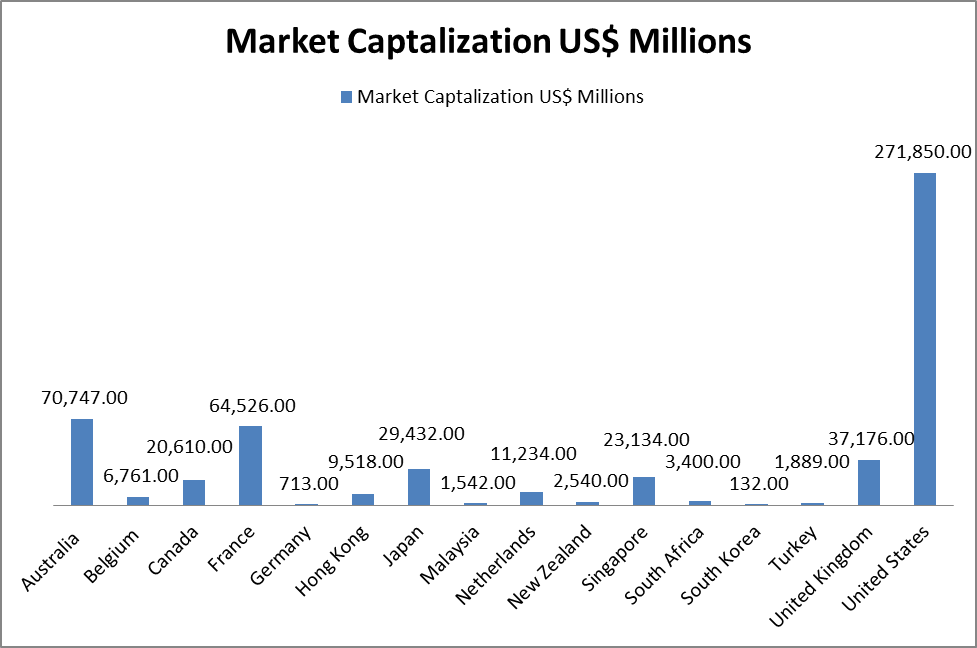 Market Captalization US$ Millions
Market Captalization US$ Millions
70,747.00
6,761.00
20,610.00
64,526.00
713.00
9,518.00
29,432.00
1,542.00
11,234.00
2,540.00
23,134.00
3,400.00
132.00
1,889.00
37,176.00
271,850.00
Australia
Belgium
Canada
France
Germany
Hong Kong
Japan
Malaysia
Netherlands
New Zealand
Singapore
South Africa
South Korea
Turkey
United Kingdom
United States